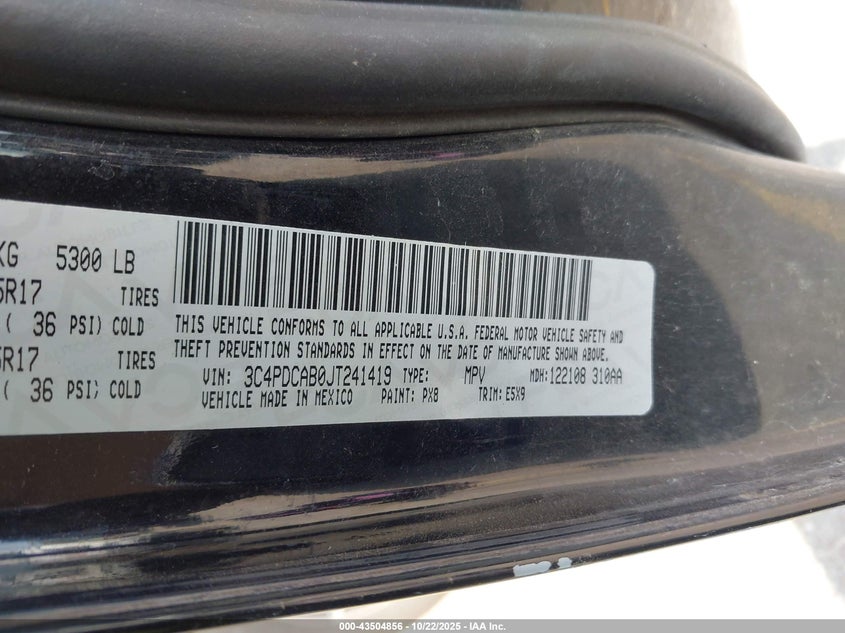 KG 5300 LB
5R17 TIRES
( 36 PSI) COLD
5R17 TIRES
( 36 PSI) COLD
THIS VEHICLE CONFORMS TO ALL APPLICABLE U.S.A. FEDERAL MOTOR VEHICLE SAFETY AND
THEFT PREVENTION STANDARDS IN EFFECT ON THE DATE OF MANUFACTURE SHOWN ABOVE.
VIN: 3C4PDCAB0JT241419 TYPE: MPV MDH:122108 310AA
VEHICLE MADE IN MEXICO PAINT: PX8 TRIM: E5X9
000-43504856 - 10/22/2025 - IAA Inc.